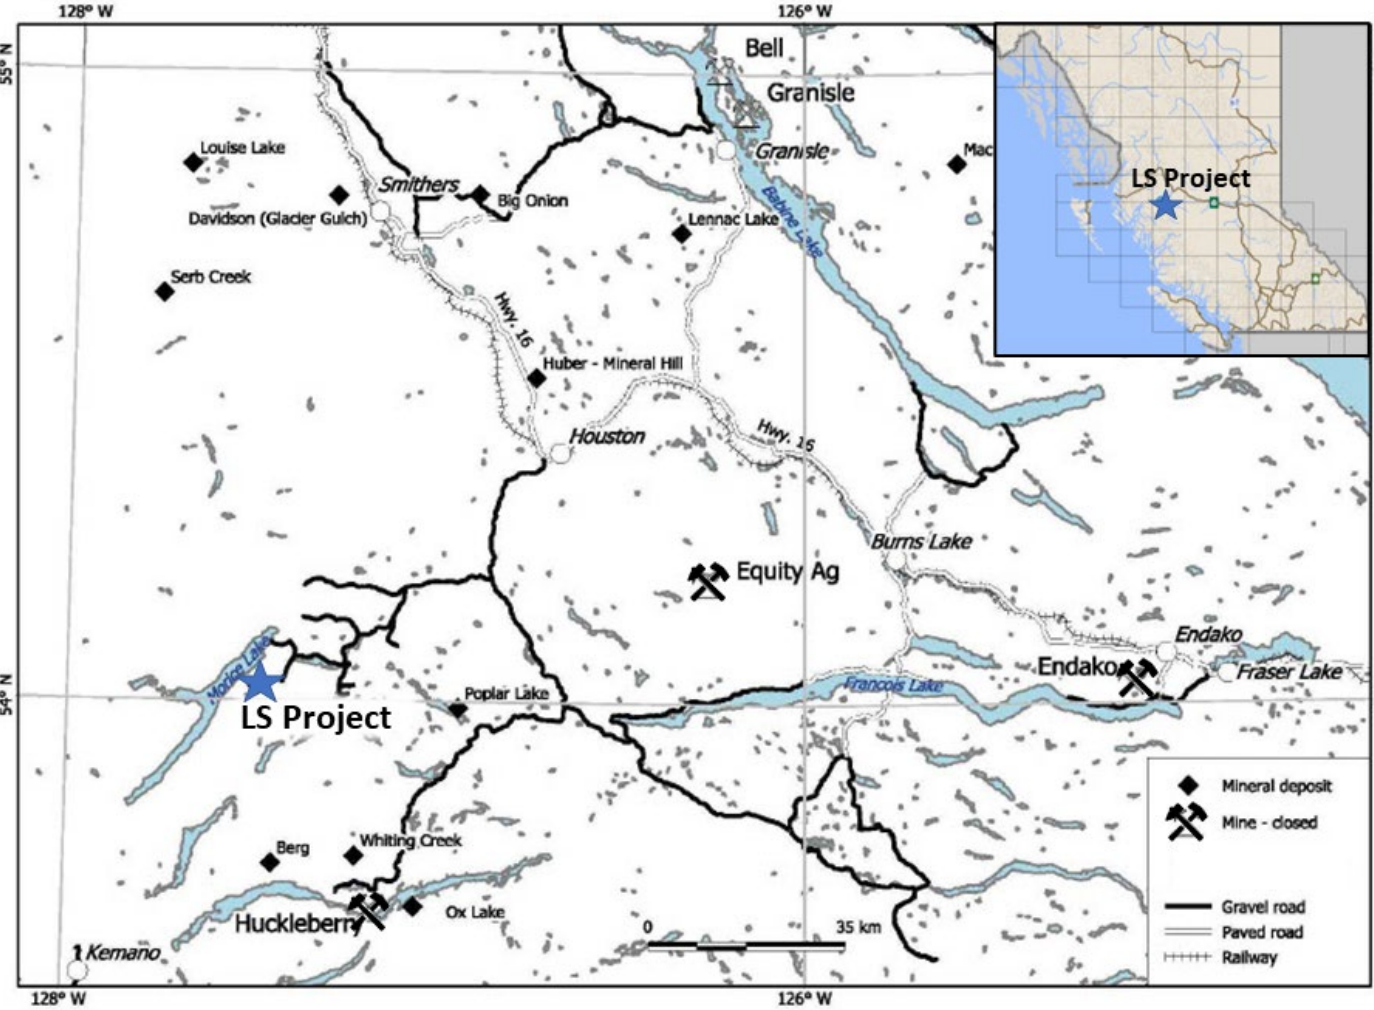 128° W
126° W
55° N
Bell
Granisle
Granisle
Louise Lake
Mac
Smithers
Big Onion
Davidson (Glacier Gulch)
Lennac Lake
Babine Lake
LS Project
Serb Creek
Hwy. 16
Huber - Mineral Hill
Houston
Hwy. 16
Burns Lake
Equity Ag
Endako
Morice Lake
Endako
Fraser Lake
Francois Lake
54° N
Poplar Lake
LS Project
Mineral deposit
Mine - closed
Whiting Creek
Berg
Huckleberr
Ox Lake
0
35 km
Gravel road
Paved road
Railway
Kemano
128° W
126° W